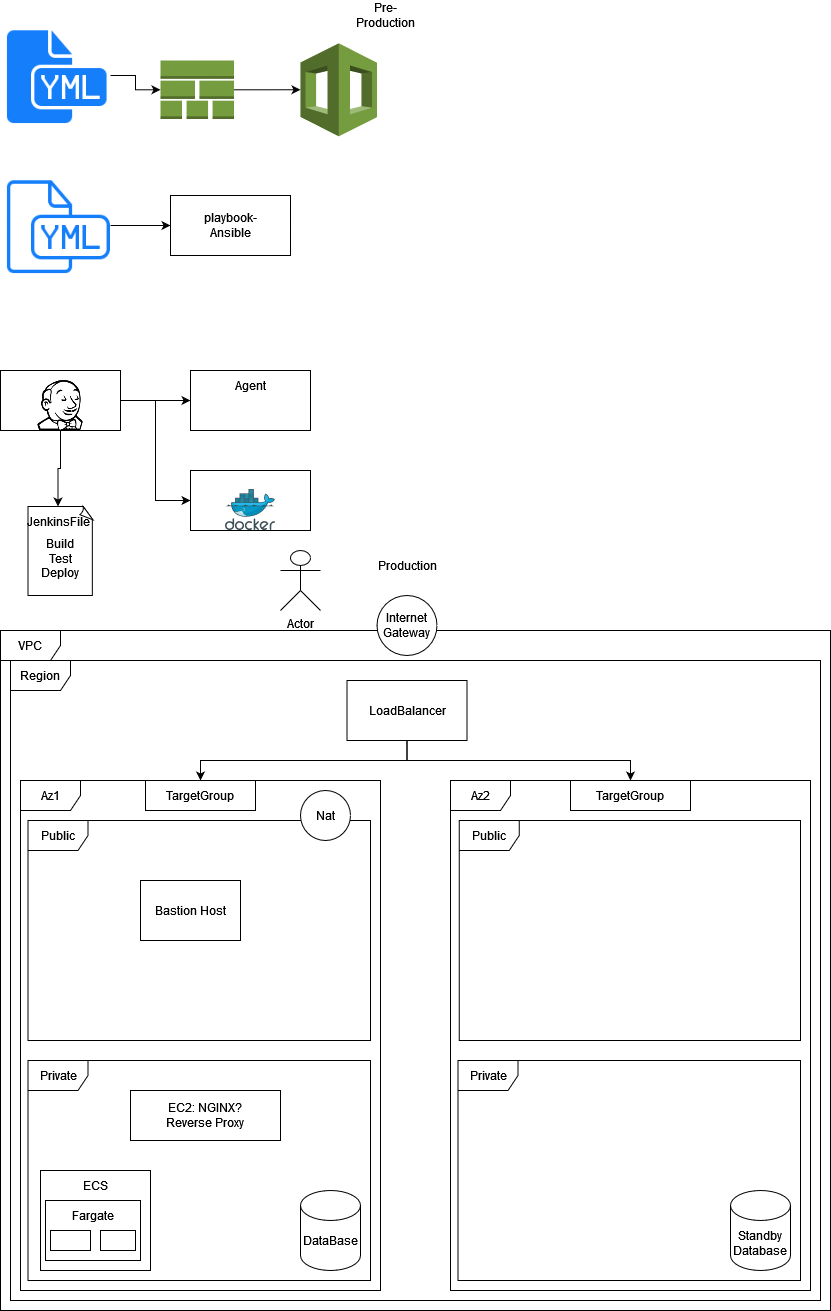 Pre-
Production
YML
YML
playbook-
Ansible
Agent
docker
JenkinsFile
Build
Test
Deploy
Actor
Production
Internet
Gateway
VPC
Region
LoadBalancer
Az1
TargetGroup
Nat
Public
Bastion Host
Private
EC2: NGINX?
Reverse Proxy
ECS
Fargate
DataBase
Az2
TargetGroup
Public
Private
Standby
Database